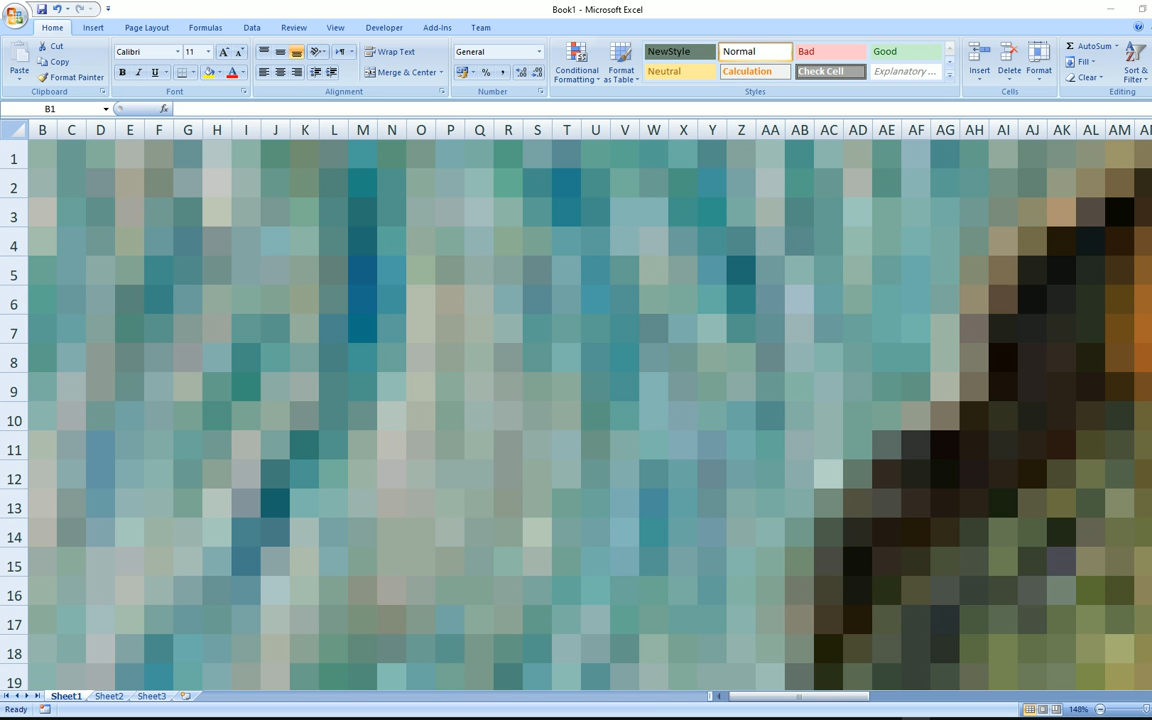 Book1 - Microsoft Excel
Home Insert Page Layout Formulas Data Review View Developer Add-Ins Team
Paste
Cut
Copy
Format Painter
Clipboard
Calibri 11
B I U
Font
Wrap Text
Merge & Center
Alignment
General
$ % ,
Number
Conditional Formatting
Format as Table
NewStyle Normal Bad Good
Neutral Calculation Check Cell Explanatory ...
Styles
Insert Delete Format
Cells
Σ AutoSum
Fill
Clear
Sort & Filter
Editing
B1 fx
B C D E F G H I J K L M N O P Q R S T U V W X Y Z AA AB AC AD AE AF AG AH AI AJ AK AL AM
1
2
3
4
5
6
7
8
9
10
11
12
13
14
15
16
17
18
19
Sheet1 Sheet2 Sheet3
Ready 148%